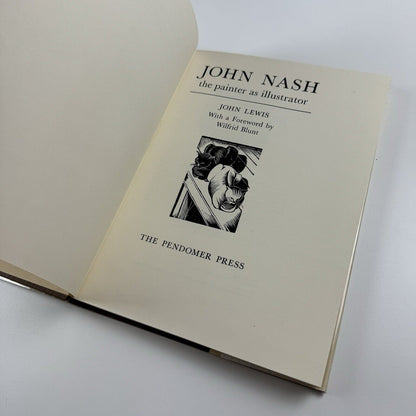 JOHN NASH
the painter as illustrator
JOHN LEWIS
With a Foreword by
Wilfrid Blunt
THE PENDOMER PRESS